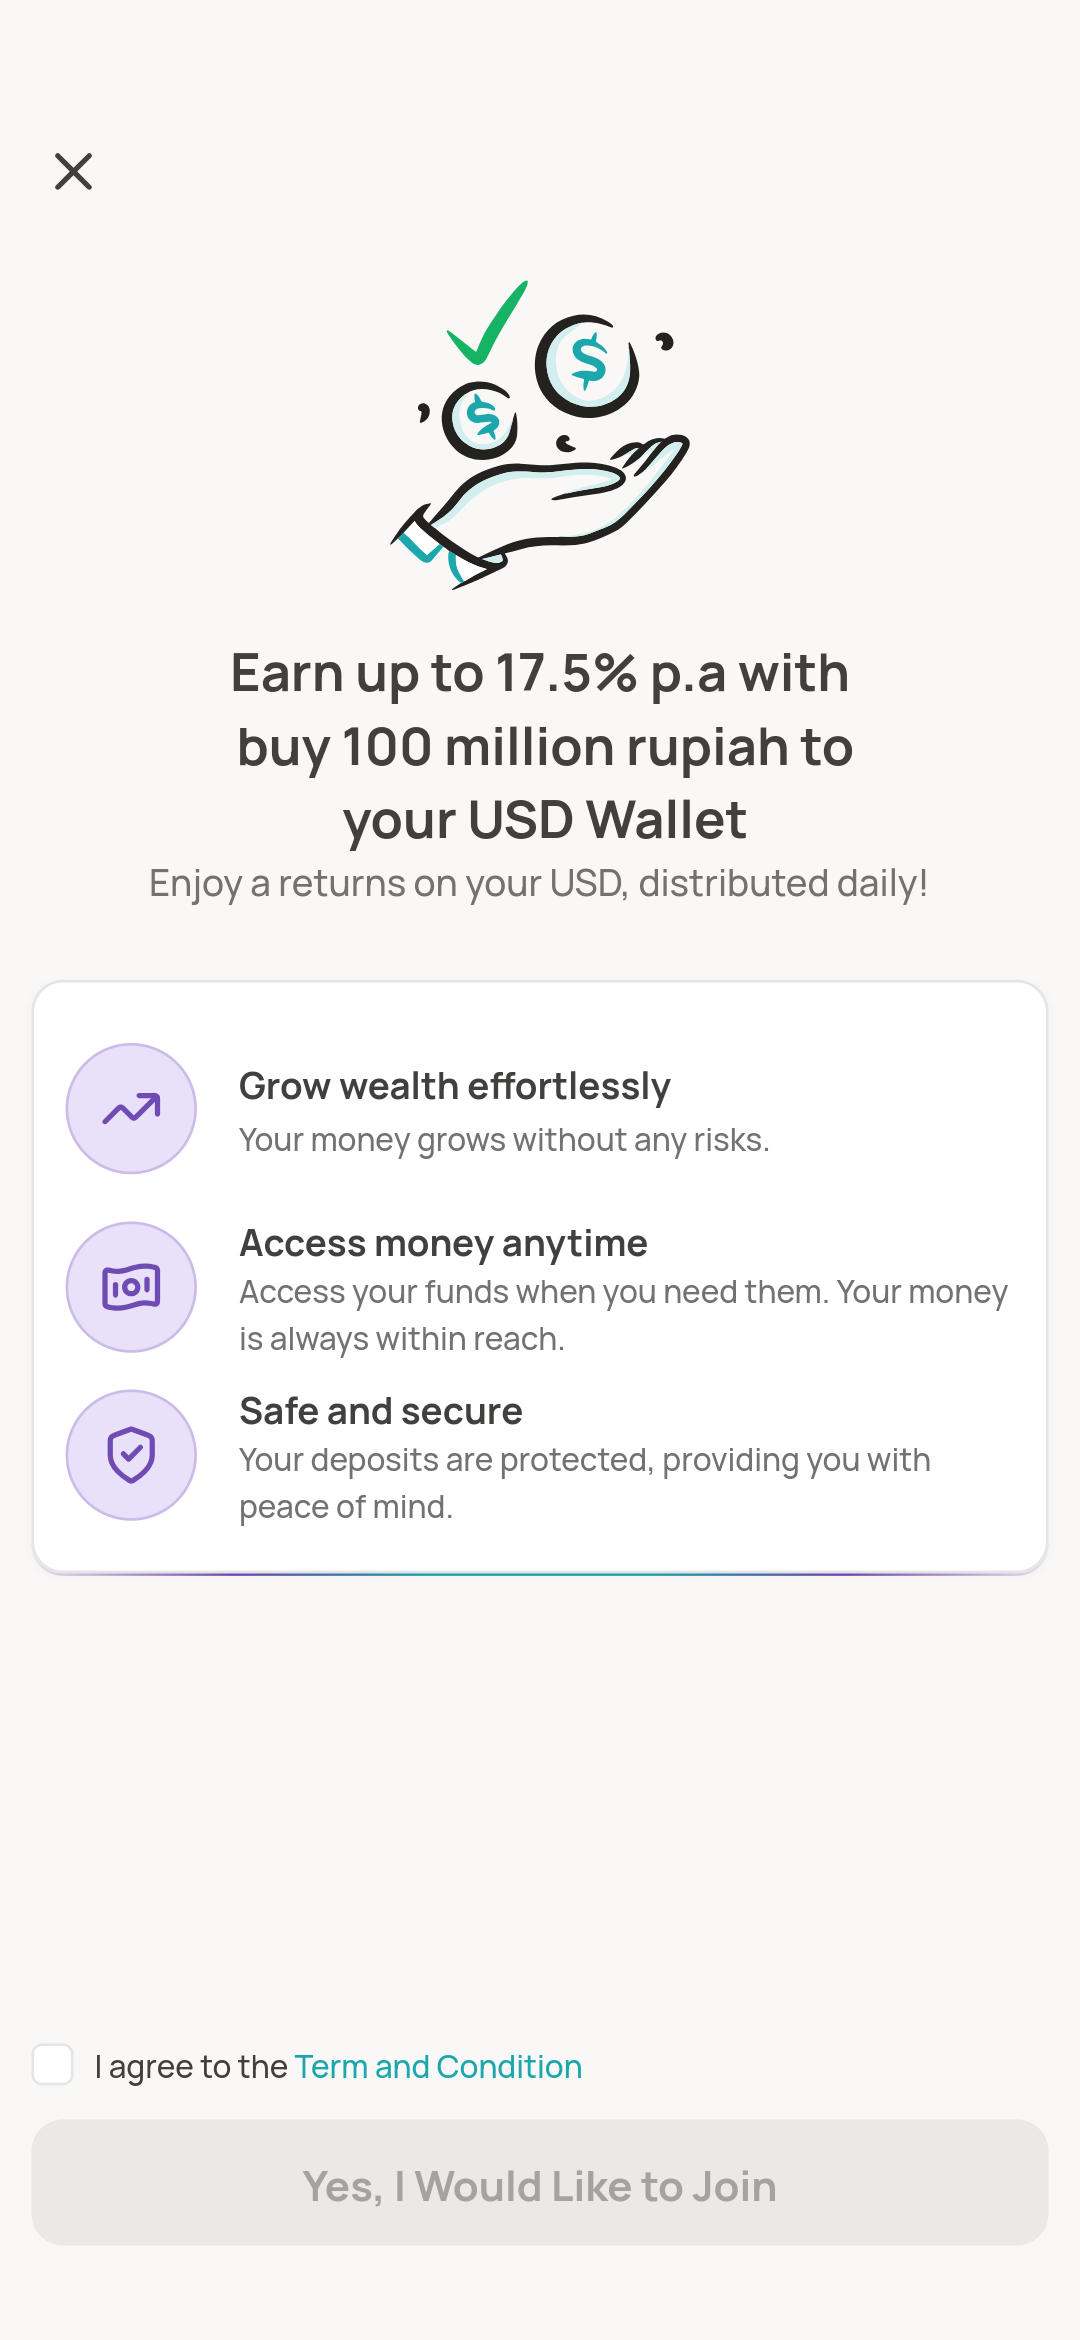 Earn up to 17.5% p.a with
buy 100 million rupiah to
your USD Wallet
Enjoy a returns on your USD, distributed daily!
Grow wealth effortlessly
Your money grows without any risks.
Access money anytime
Access your funds when you need them. Your money
is always within reach.
Safe and secure
Your deposits are protected, providing you with
peace of mind.
I agree to the Term and Condition
Yes, I Would Like to Join